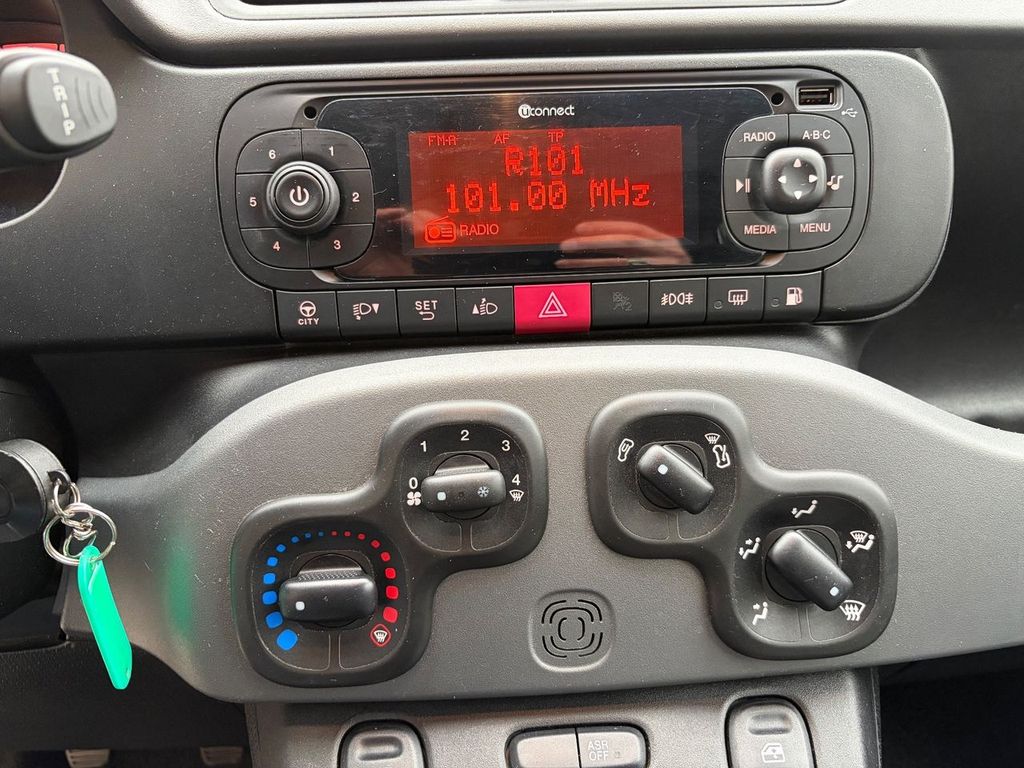 TRIP
uconnect
FM-A AF TP
R101
101.00 MHz
RADIO
6 1
5 2
4 3
RADIO A·B·C
MEDIA MENU
CITY
SET
0 1 2 3 4
ASR
OFF